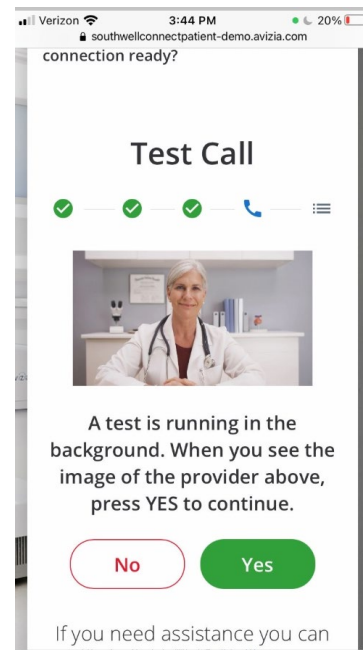 Verizon 3:44 PM 20%
southwellconnectpatient-demo.avizia.com
connection ready?
Test Call
A test is running in the
background. When you see the
image of the provider above,
press YES to continue.
No Yes
If you need assistance you can